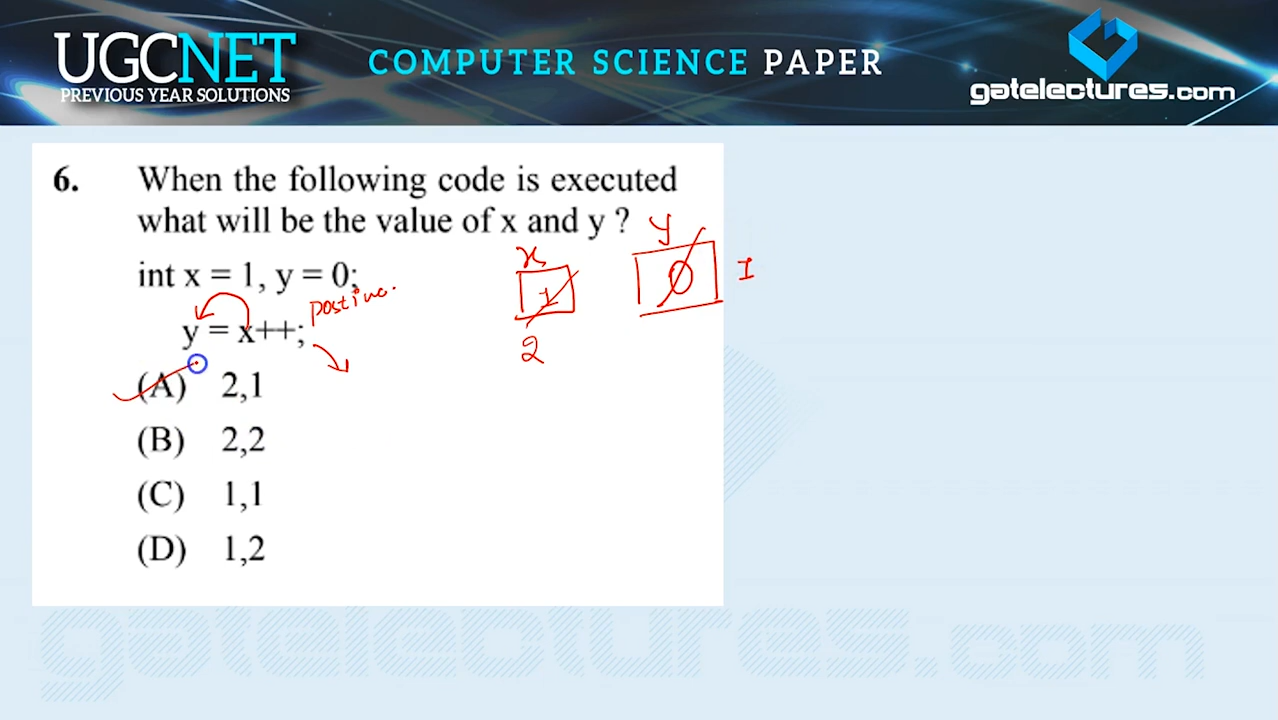 UGCNET
PREVIOUS YEAR SOLUTIONS
COMPUTER SCIENCE PAPER
gatelectures.com
6. When the following code is executed
what will be the value of x and y ?
int x = 1, y = 0;
y = x++;
(A) 2,1
(B) 2,2
(C) 1,1
(D) 1,2
x
1
2
y
0
1
gatelectures.com